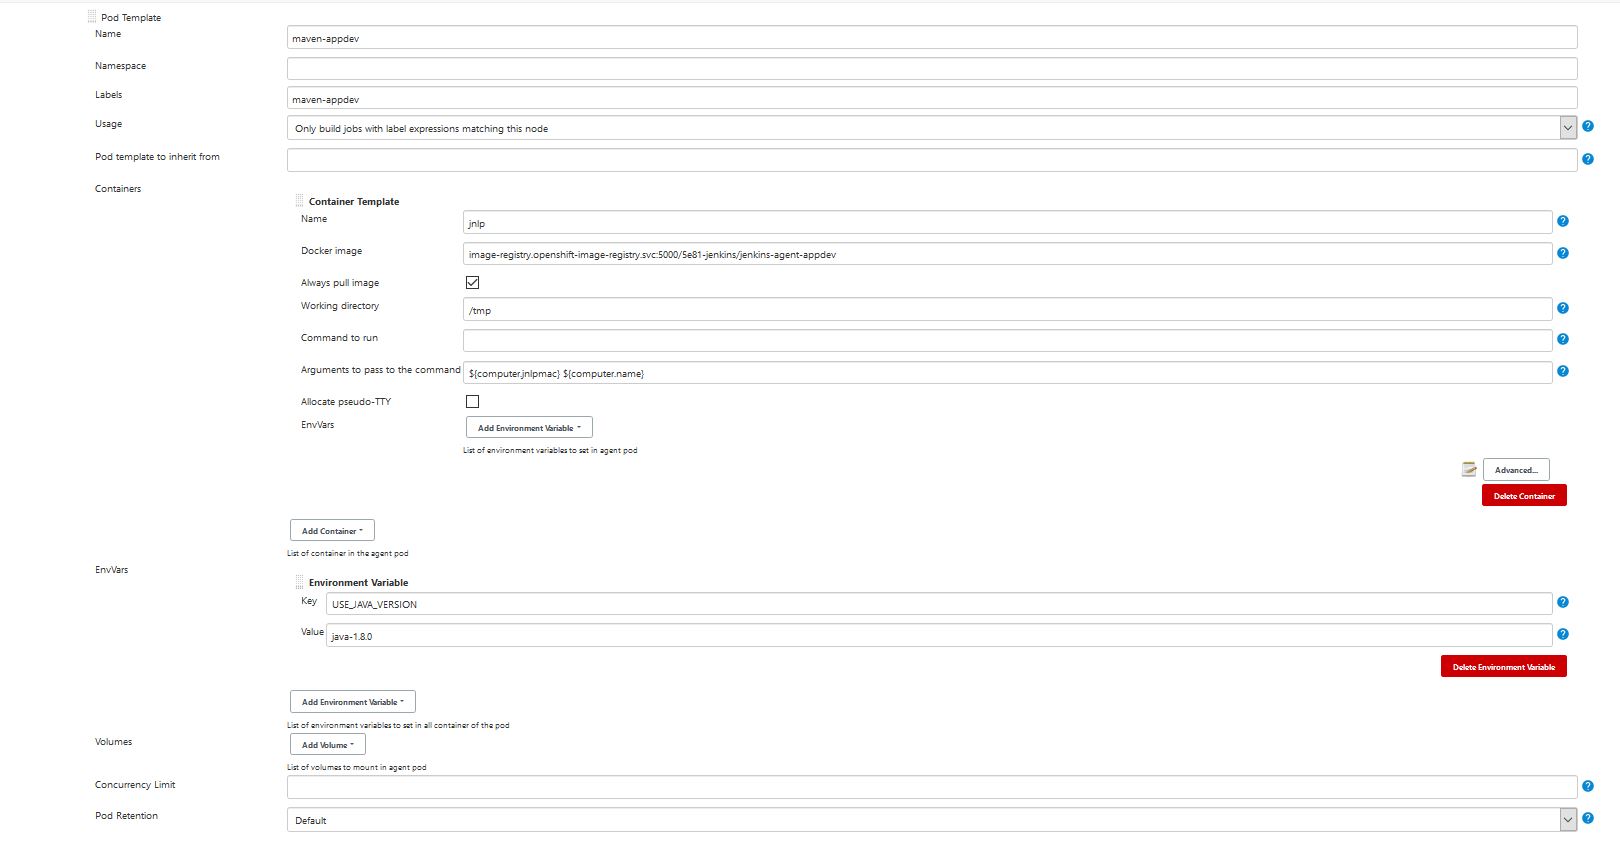 Pod Template
Name
maven-appdev
Namespace
Labels
maven-appdev
Usage
Only build jobs with label expressions matching this node
Pod template to inherit from
Containers
Container Template
Name
jnlp
Docker image
image-registry.openshift-image-registry.svc:5000/5e81-jenkins/jenkins-agent-appdev
Always pull image
Working directory
/tmp
Command to run
Arguments to pass to the command
${computer.jnlpmac} ${computer.name}
Allocate pseudo-TTY
EnvVars
Add Environment Variable
List of environment variables to set in agent pod
Advanced...
Delete Container
Add Container
List of container in the agent pod
EnvVars
Environment Variable
Key
USE_JAVA_VERSION
Value
java-1.8.0
Delete Environment Variable
Add Environment Variable
List of environment variables to set in all container of the pod
Volumes
Add Volume
List of volumes to mount in agent pod
Concurrency Limit
Pod Retention
Default